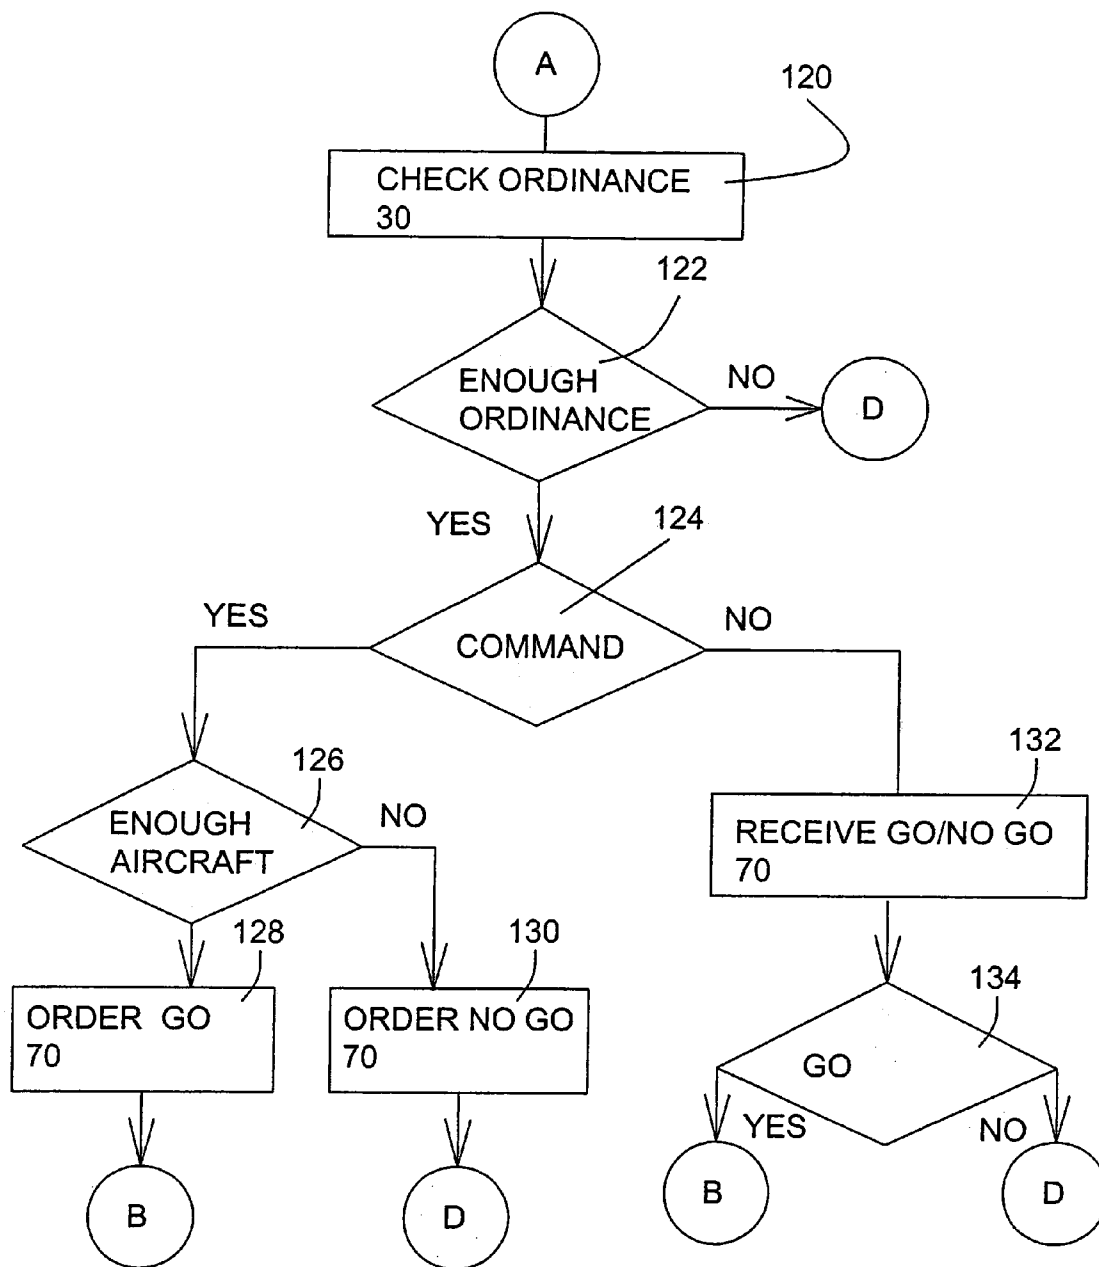 A
120
CHECK ORDINANCE
30
122
ENOUGH
ORDINANCE
NO
D
YES
124
COMMAND
YES
NO
126
ENOUGH
AIRCRAFT
NO
132
RECEIVE GO/NO GO
70
128
ORDER GO
70
130
ORDER NO GO
70
134
GO
YES
NO
B
D
B
D